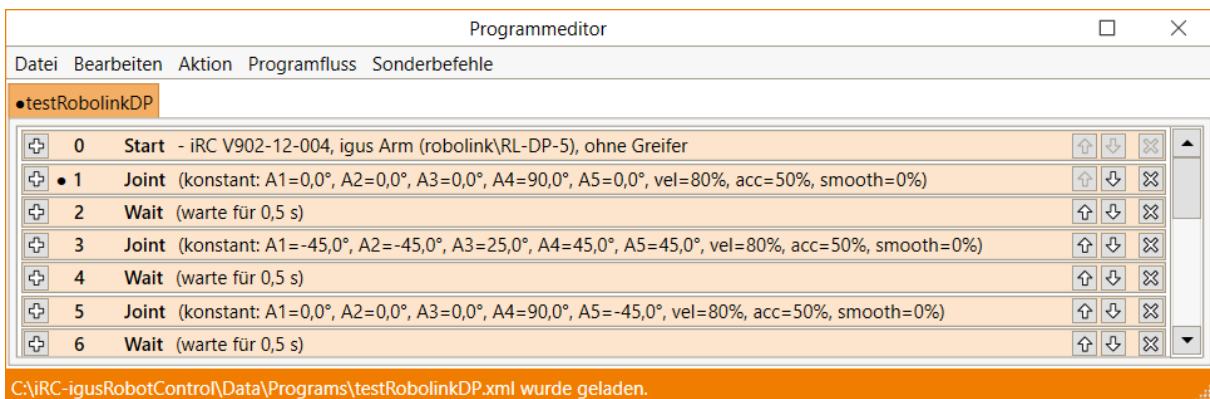 Programmeditor
Datei Bearbeiten Aktion Programfluss Sonderbefehle
●testRobolinkDP
0 Start - iRC V902-12-004, igus Arm (robolink\RL-DP-5), ohne Greifer
● 1 Joint (konstant: A1=0,0°, A2=0,0°, A3=0,0°, A4=90,0°, A5=0,0°, vel=80%, acc=50%, smooth=0%)
2 Wait (warte für 0,5 s)
3 Joint (konstant: A1=-45,0°, A2=-45,0°, A3=25,0°, A4=45,0°, A5=45,0°, vel=80%, acc=50%, smooth=0%)
4 Wait (warte für 0,5 s)
5 Joint (konstant: A1=0,0°, A2=0,0°, A3=0,0°, A4=90,0°, A5=-45,0°, vel=80%, acc=50%, smooth=0%)
6 Wait (warte für 0,5 s)
C:\iRC-igusRobotControl\Data\Programs\testRobolinkDP.xml wurde geladen.